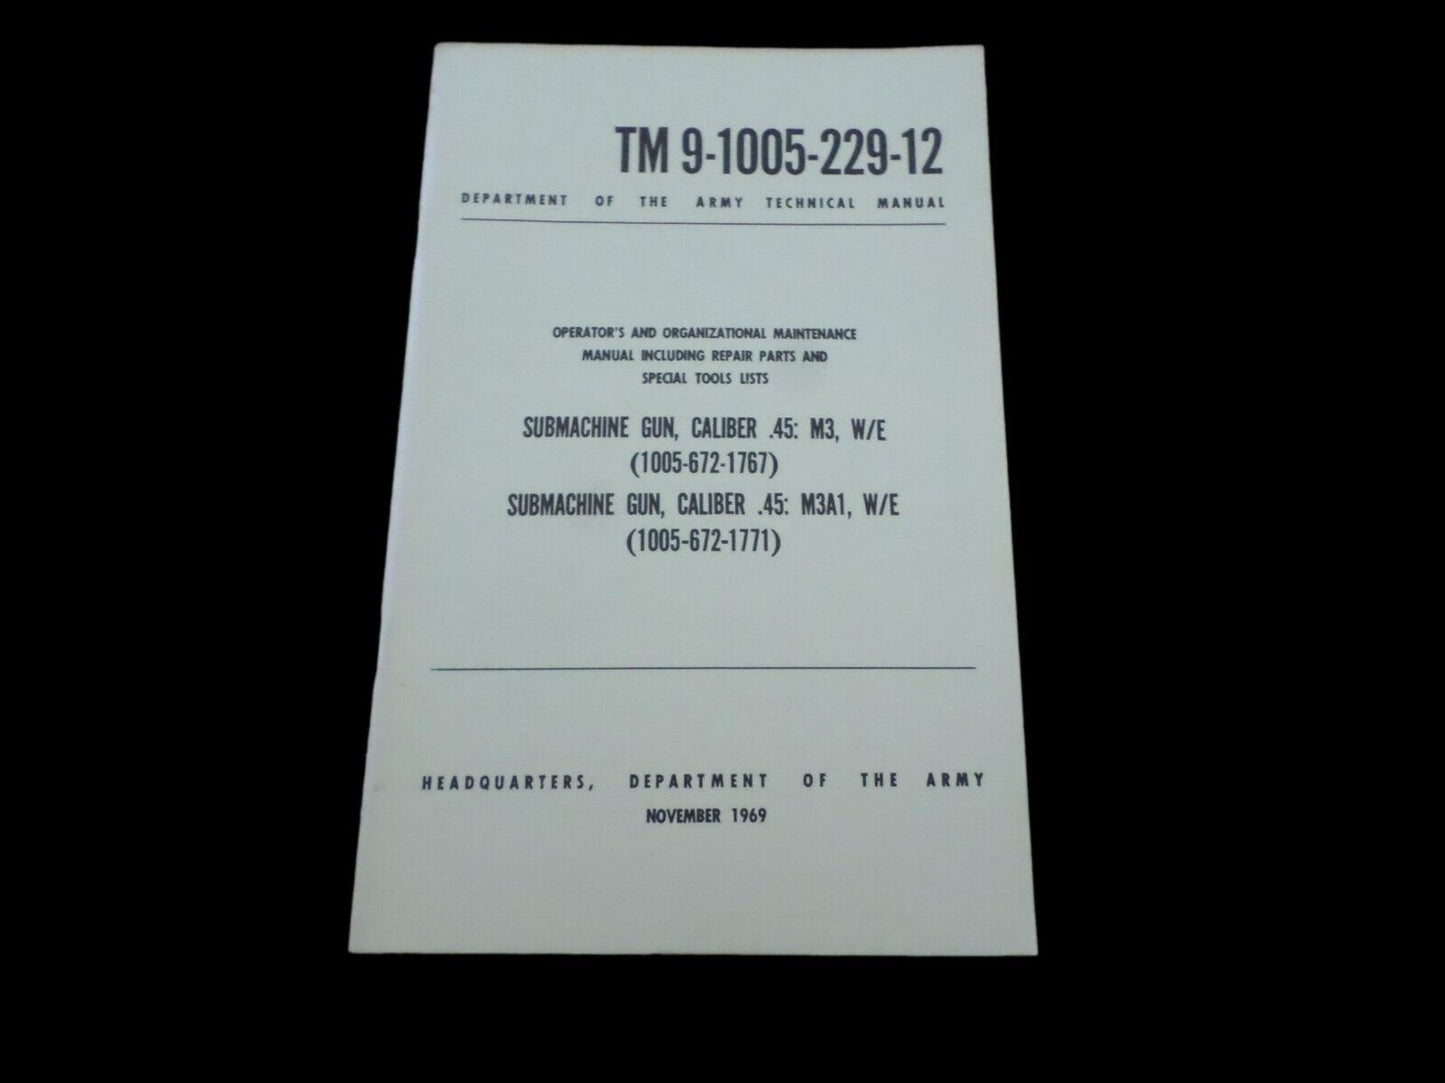 TM 9-1005-229-12
DEPARTMENT OF THE ARMY TECHNICAL MANUAL
OPERATOR'S AND ORGANIZATIONAL MAINTENANCE
MANUAL INCLUDING REPAIR PARTS AND
SPECIAL TOOLS LISTS
SUBMACHINE GUN, CALIBER .45: M3, W/E
(1005-672-1767)
SUBMACHINE GUN, CALIBER .45: M3A1, W/E
(1005-672-1771)
HEADQUARTERS, DEPARTMENT OF THE ARMY
NOVEMBER 1969